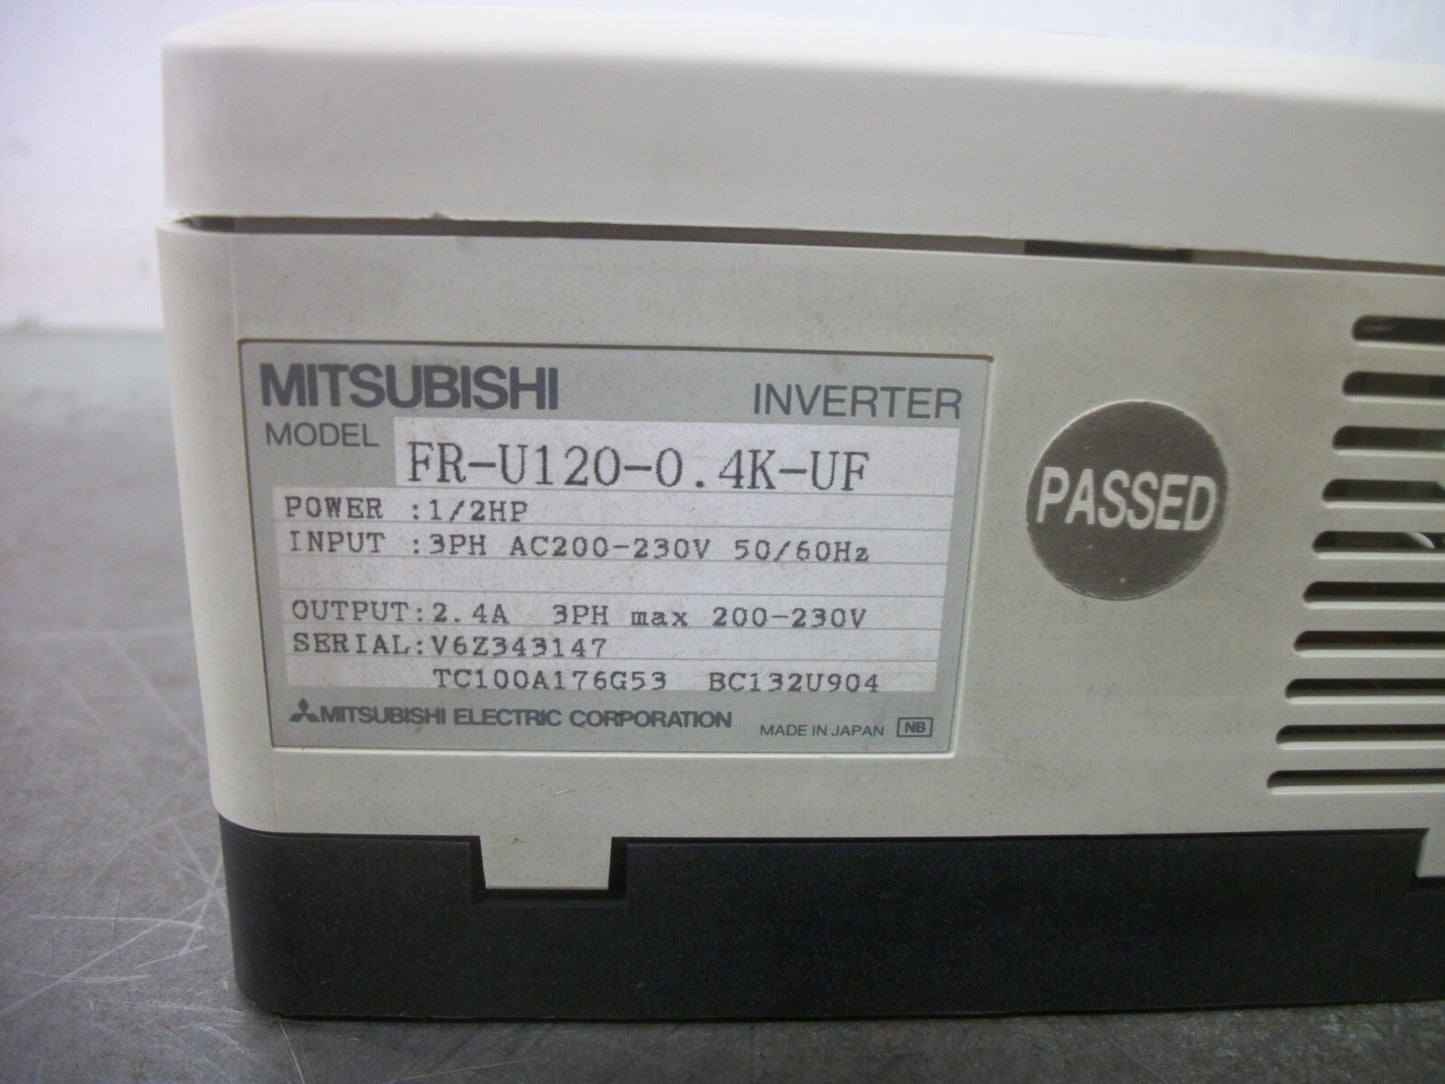 MITSUBISHI INVERTER
MODEL FR-U120-0.4K-UF
POWER :1/2HP
INPUT :3PH AC200-230V 50/60Hz
OUTPUT:2.4A 3PH max 200-230V
SERIAL:V6Z343147
TC100A176G53 BC132U904
MITSUBISHI ELECTRIC CORPORATION MADE IN JAPAN NB
PASSED